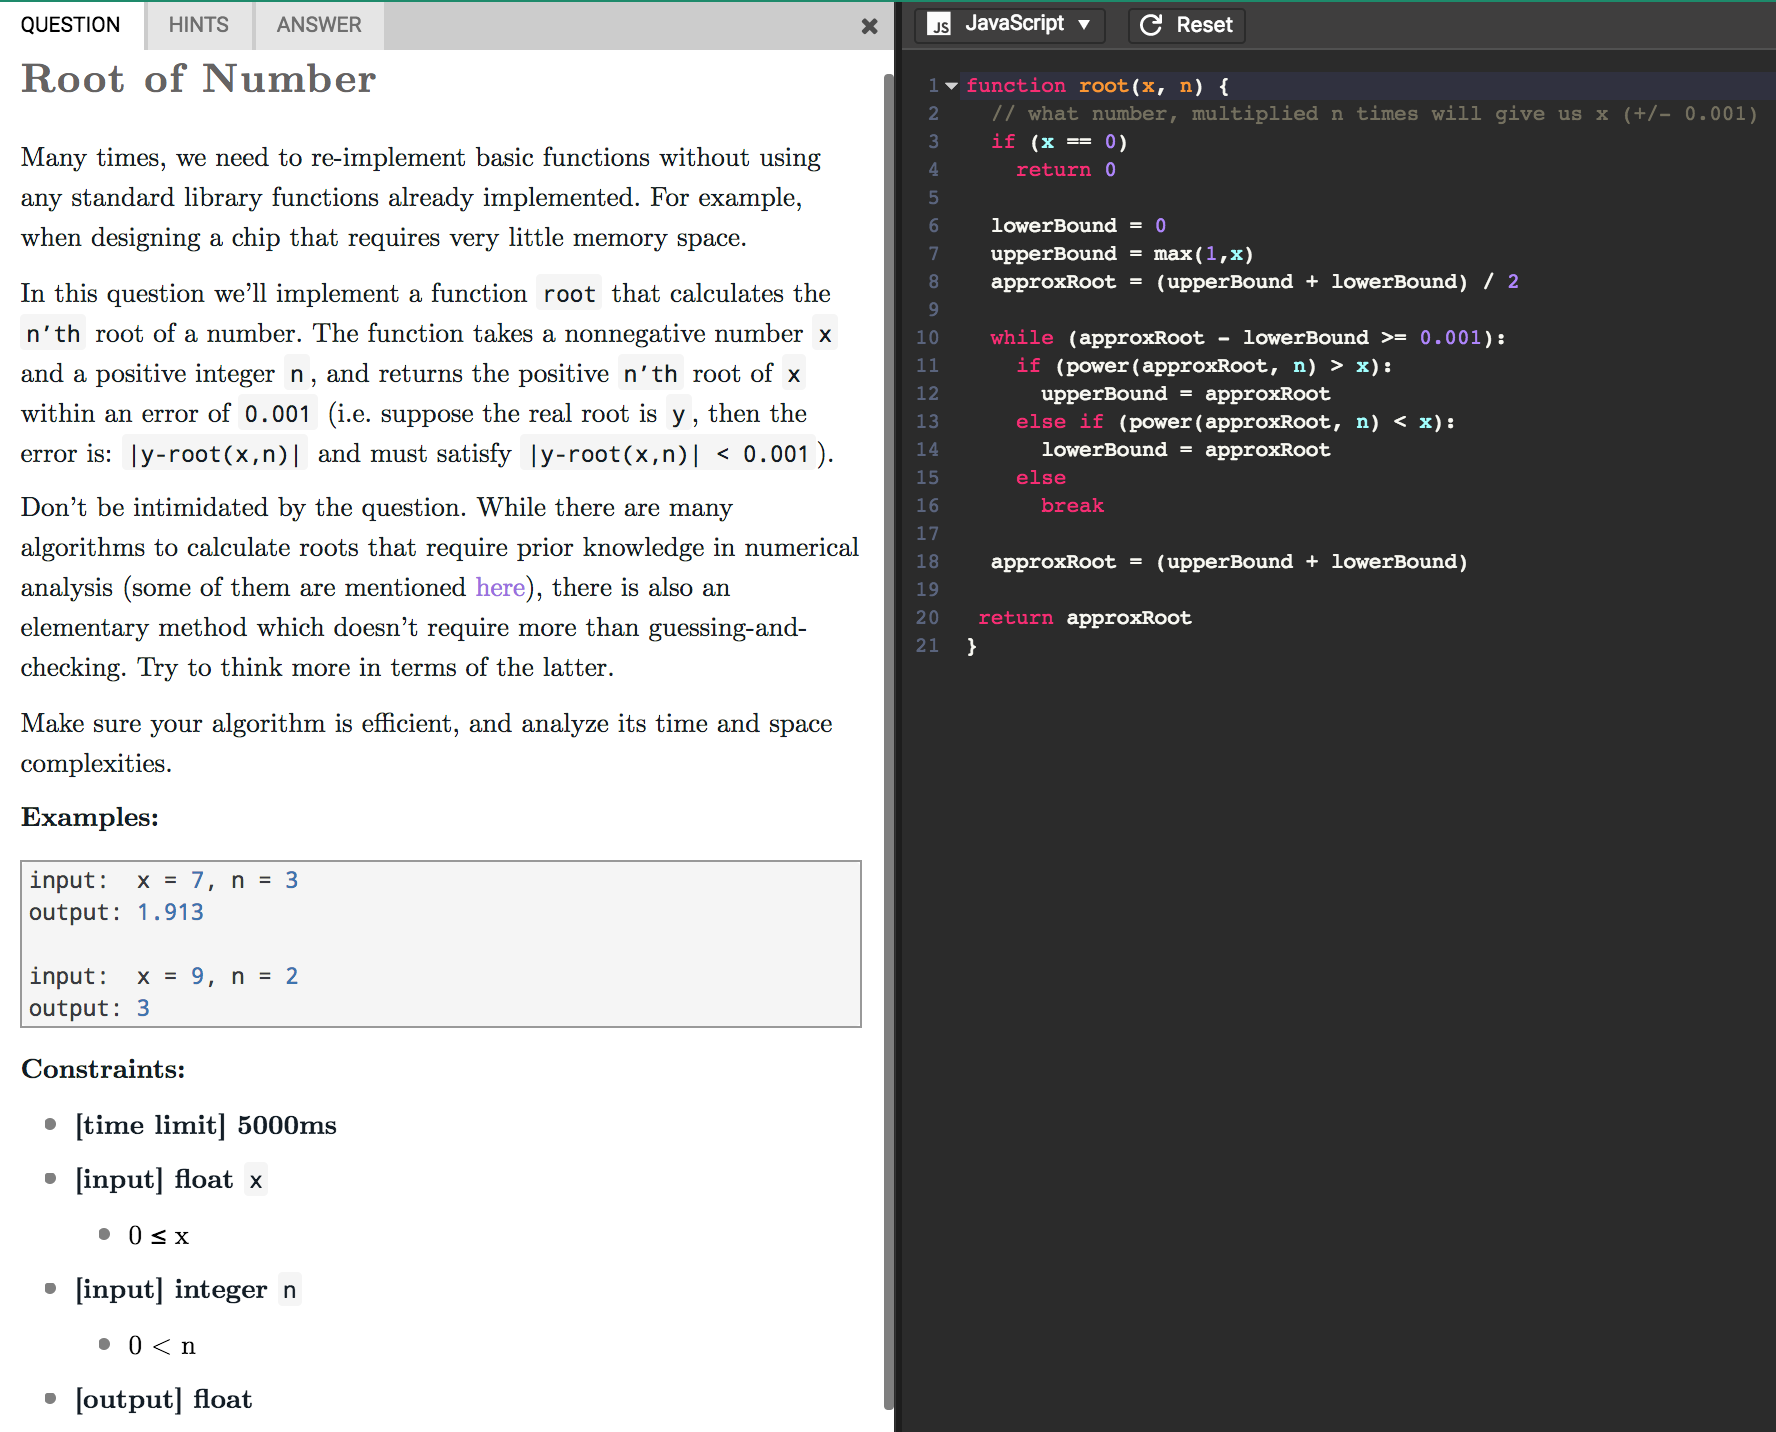 QUESTION HINTS ANSWER ×
Root of Number
Many times, we need to re-implement basic functions without using
any standard library functions already implemented. For example,
when designing a chip that requires very little memory space.
In this question we’ll implement a function root that calculates the
n’th root of a number. The function takes a nonnegative number x
and a positive integer n, and returns the positive n’th root of x
within an error of 0.001 (i.e. suppose the real root is y, then the
error is: |y-root(x,n)| and must satisfy |y-root(x,n)| < 0.001).
Don’t be intimidated by the question. While there are many
algorithms to calculate roots that require prior knowledge in numerical
analysis (some of them are mentioned here), there is also an
elementary method which doesn’t require more than guessing-and-
checking. Try to think more in terms of the latter.
Make sure your algorithm is efficient, and analyze its time and space
complexities.
Examples:
input:  x = 7, n = 3
output: 1.913
input:  x = 9, n = 2
output: 3
Constraints:
[time limit] 5000ms
[input] float x
0 ≤ x
[input] integer n
0 < n
[output] float
JS JavaScript ▼ Reset
1 function root(x, n) {
2   // what number, multiplied n times will give us x (+/- 0.001)
3   if (x == 0)
4     return 0
5
6   lowerBound = 0
7   upperBound = max(1,x)
8   approxRoot = (upperBound + lowerBound) / 2
9
10   while (approxRoot - lowerBound >= 0.001):
11     if (power(approxRoot, n) > x):
12       upperBound = approxRoot
13     else if (power(approxRoot, n) < x):
14       lowerBound = approxRoot
15     else
16       break
17
18   approxRoot = (upperBound + lowerBound)
19
20  return approxRoot
21 }